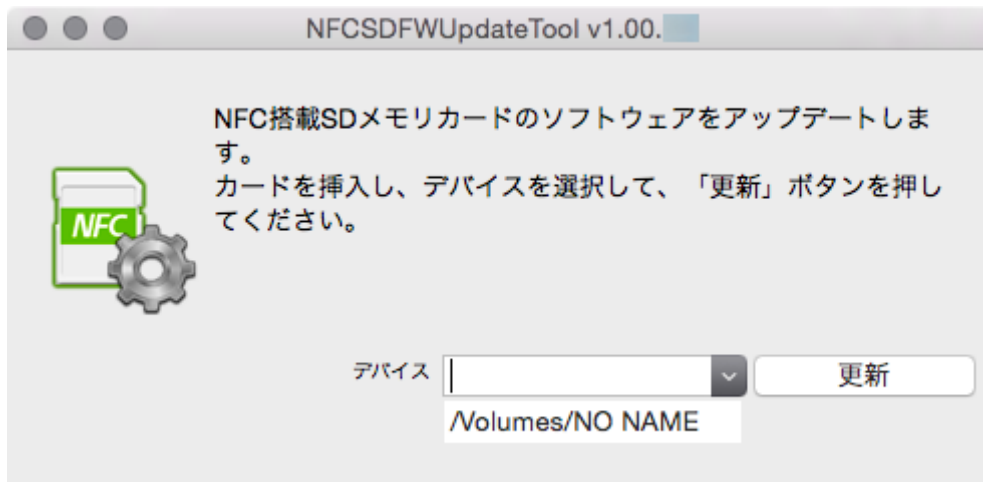 NFCSDFWUpdateTool v1.00.
NFC搭載SDメモリカードのソフトウェアをアップデートしま
す。
カードを挿入し、デバイスを選択して、「更新」ボタンを押し
てください。
NFC
デバイス
更新
/Volumes/NO NAME